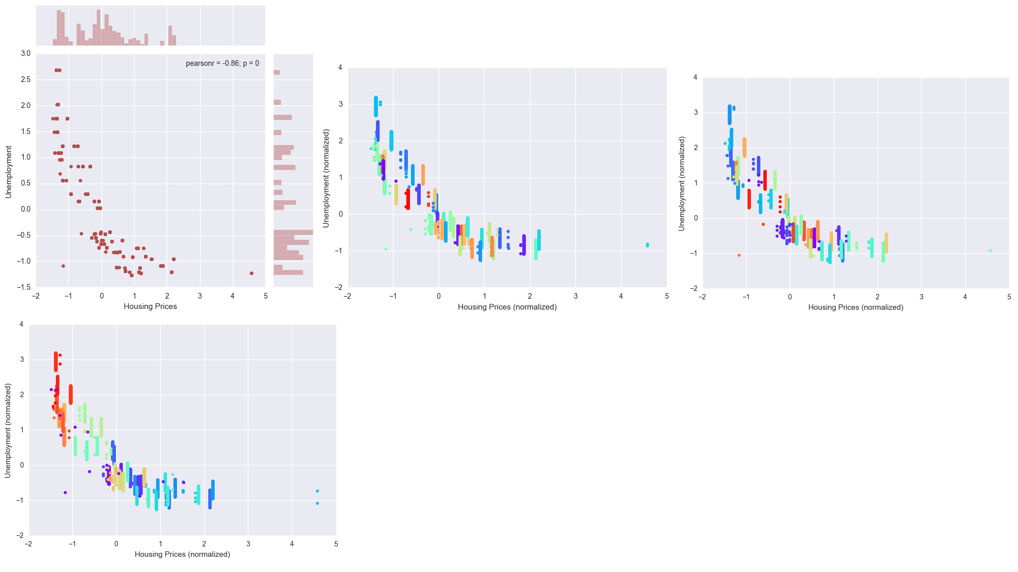 pearsonr = -0.86; p = 0
3.0
2.5
2.0
1.5
1.0
0.5
0.0
−0.5
−1.0
−1.5
Unemployment
−2 −1 0 1 2 3 4 5
Housing Prices
4
3
2
1
0
−1
−2
Unemployment (normalized)
−2 −1 0 1 2 3 4 5
Housing Prices (normalized)
4
3
2
1
0
−1
−2
Unemployment (normalized)
−2 −1 0 1 2 3 4 5
Housing Prices (normalized)
4
3
2
1
0
−1
−2
Unemployment (normalized)
−2 −1 0 1 2 3 4 5
Housing Prices (normalized)